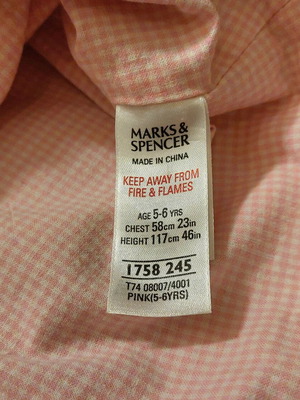 MARKS &
SPENCER
MADE IN CHINA
KEEP AWAY FROM
FIRE & FLAMES
AGE 5-6 YRS
CHEST 58cm 23in
HEIGHT 117cm 46in
1758 245
T74 08007/4001
PINK(5-6YRS)